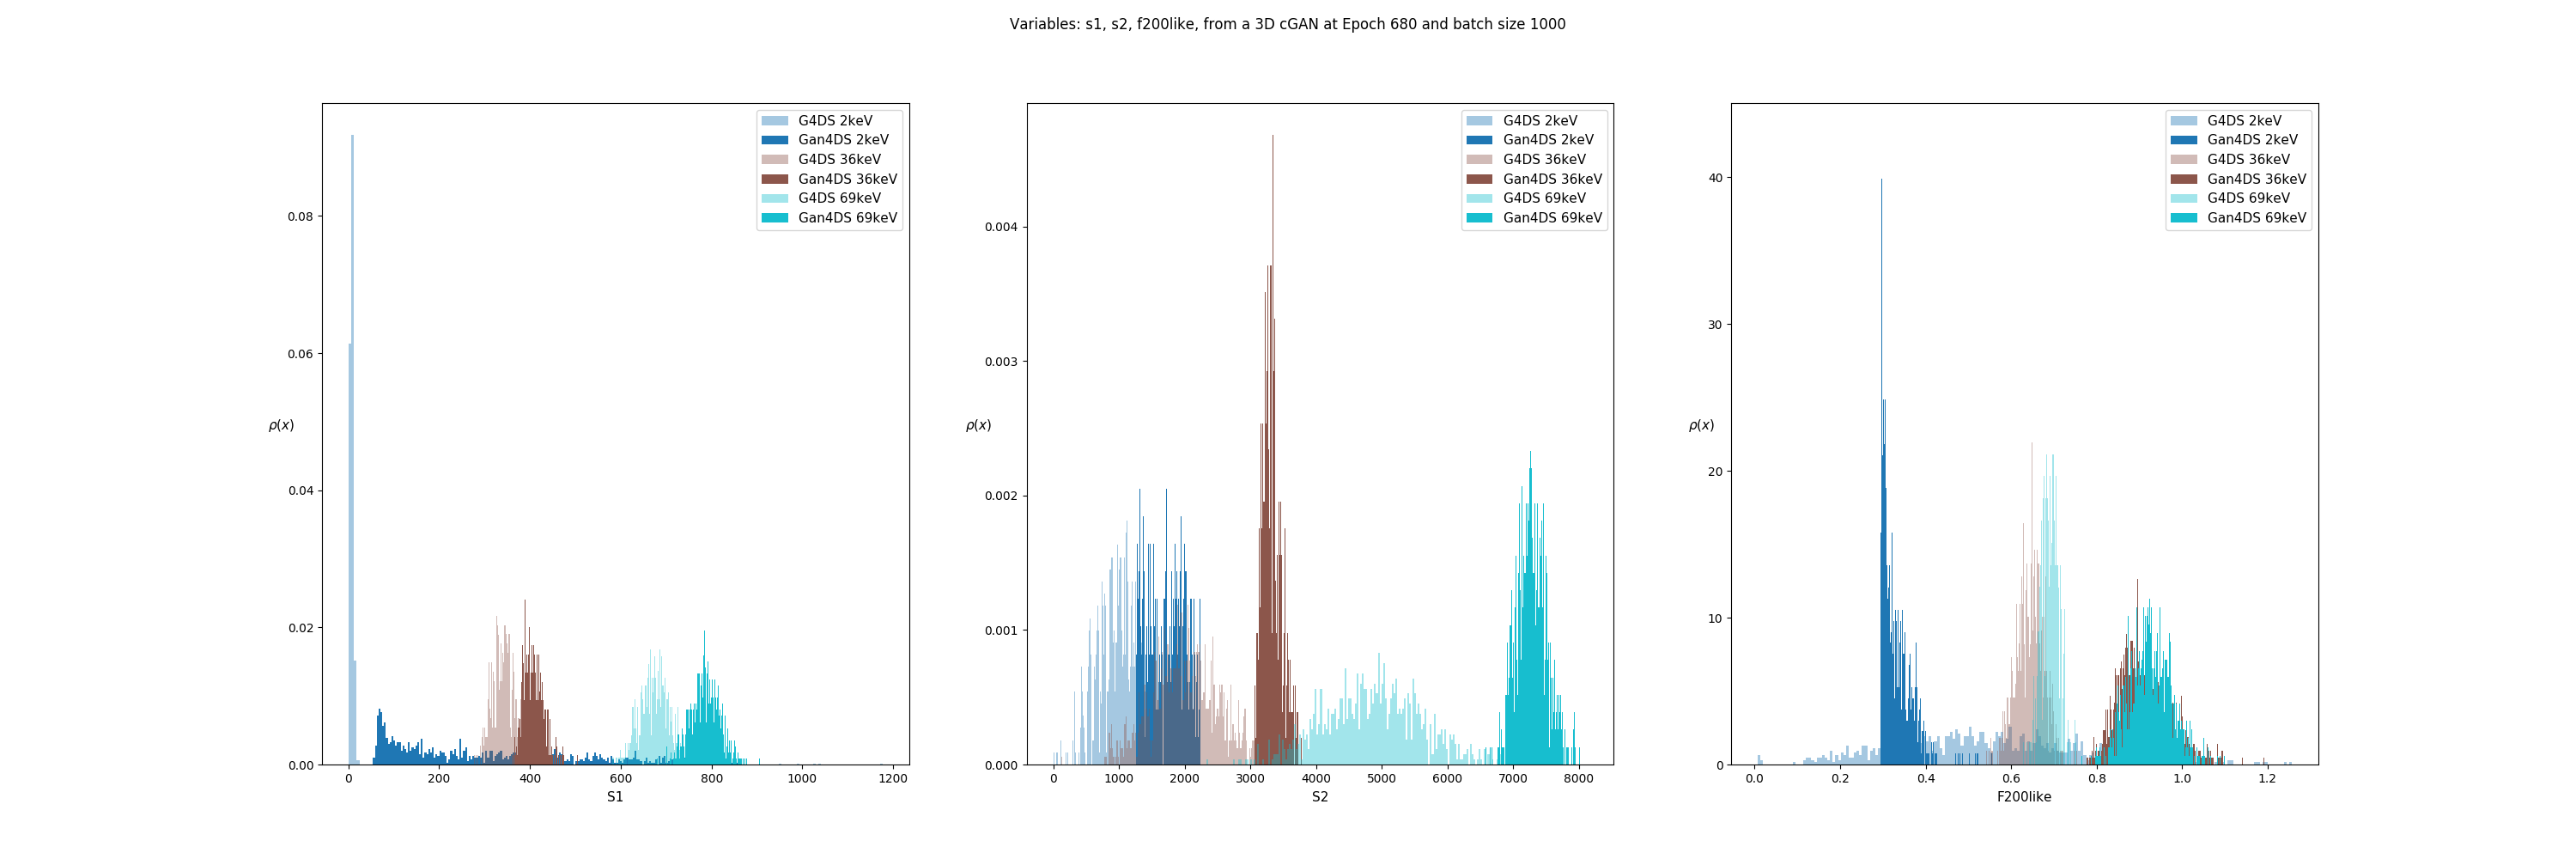 Variables: s1, s2, f200like, from a 3D cGAN at Epoch 680 and batch size 1000
G4DS 2keV
Gan4DS 2keV
G4DS 36keV
Gan4DS 36keV
G4DS 69keV
Gan4DS 69keV
0.08
0.06
0.04
0.02
0.00
ρ(x)
0 200 400 600 800 1000 1200
S1
G4DS 2keV
Gan4DS 2keV
G4DS 36keV
Gan4DS 36keV
G4DS 69keV
Gan4DS 69keV
0.004
0.003
0.002
0.001
0.000
ρ(x)
0 1000 2000 3000 4000 5000 6000 7000 8000
S2
G4DS 2keV
Gan4DS 2keV
G4DS 36keV
Gan4DS 36keV
G4DS 69keV
Gan4DS 69keV
40
30
20
10
0
ρ(x)
0.0 0.2 0.4 0.6 0.8 1.0 1.2
F200like